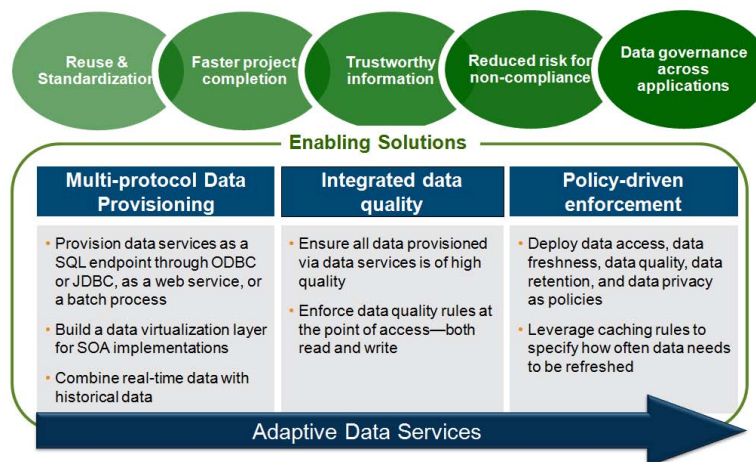 Reuse &
Standardization
Faster project
completion
Trustworthy
information
Reduced risk for
non-compliance
Data governance
across
applications
Enabling Solutions
Multi-protocol Data
Provisioning
• Provision data services as a
SQL endpoint through ODBC
or JDBC, as a web service, or
a batch process
• Build a data virtualization layer
for SOA implementations
• Combine real-time data with
historical data
Integrated data
quality
• Ensure all data provisioned
via data services is of high
quality
• Enforce data quality rules at
the point of access—both
read and write
Policy-driven
enforcement
• Deploy data access, data
freshness, data quality, data
retention, and data privacy
as policies
• Leverage caching rules to
specify how often data needs
to be refreshed
Adaptive Data Services